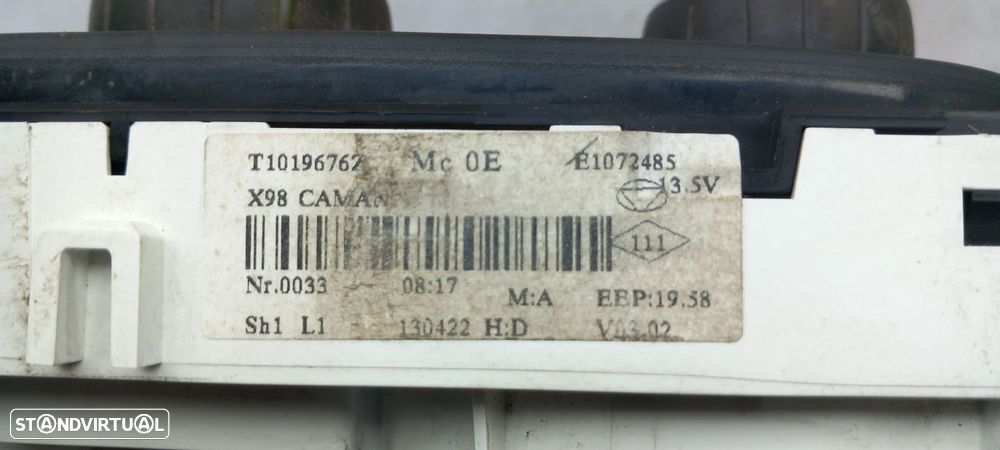 T10196762 Mc 0E E1072485
X98 CAMAN 13.5V
111
Nr.0033 08:17 M:A EEP:19.58
Sh1 L1 130422 H:D V03.02
STANDVIRTUAL